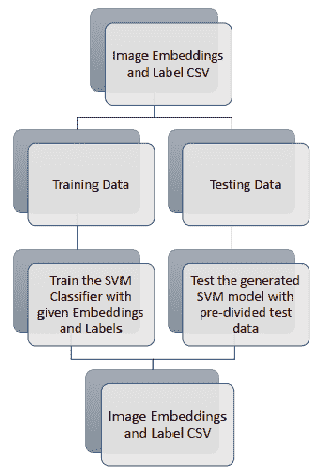 Image Embeddings
and Label CSV
Training Data
Testing Data
Train the SVM
Classifier with
given Embeddings
and Labels
Test the generated
SVM model with
pre-divided test
data
Image Embeddings
and Label CSV